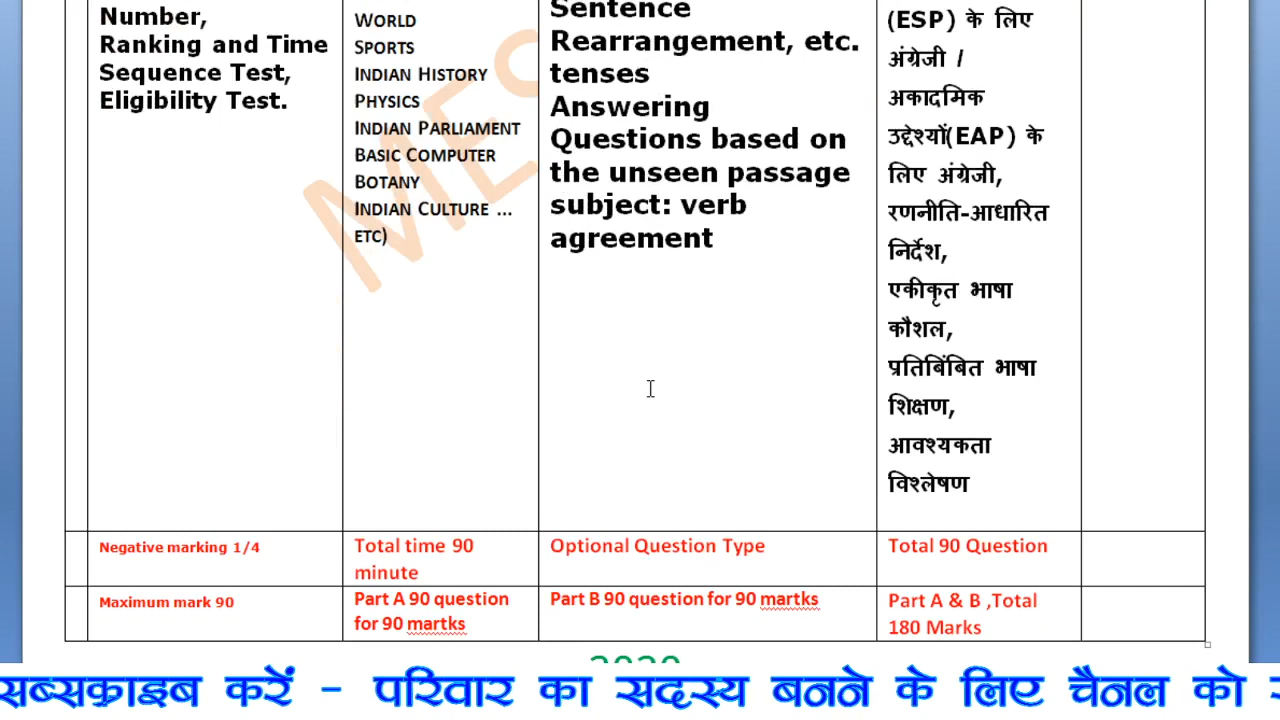 Number,
Ranking and Time
Sequence Test,
Eligibility Test.
WORLD
SPORTS
INDIAN HISTORY
PHYSICS
INDIAN PARLIAMENT
BASIC COMPUTER
BOTANY
INDIAN CULTURE ...
ETC)
Sentence
Rearrangement, etc.
tenses
Answering
Questions based on
the unseen passage
subject: verb
agreement
(ESP) के लिए
अंग्रेजी /
अकादमिक
उद्देश्यों(EAP) के
लिए अंग्रेजी,
रणनीति-आधारित
निर्देश,
एकीकृत भाषा
कौशल,
प्रतिबिंबित भाषा
शिक्षण,
आवश्यकता
विश्लेषण
MES
Negative marking 1/4
Total time 90
minute
Optional Question Type
Total 90 Question
Maximum mark 90
Part A 90 question
for 90 martks
Part B 90 question for 90 martks
Part A & B ,Total
180 Marks
2020
सब्सक्राइब करें - परिवार का सदस्य बनने के लिए चैनल को